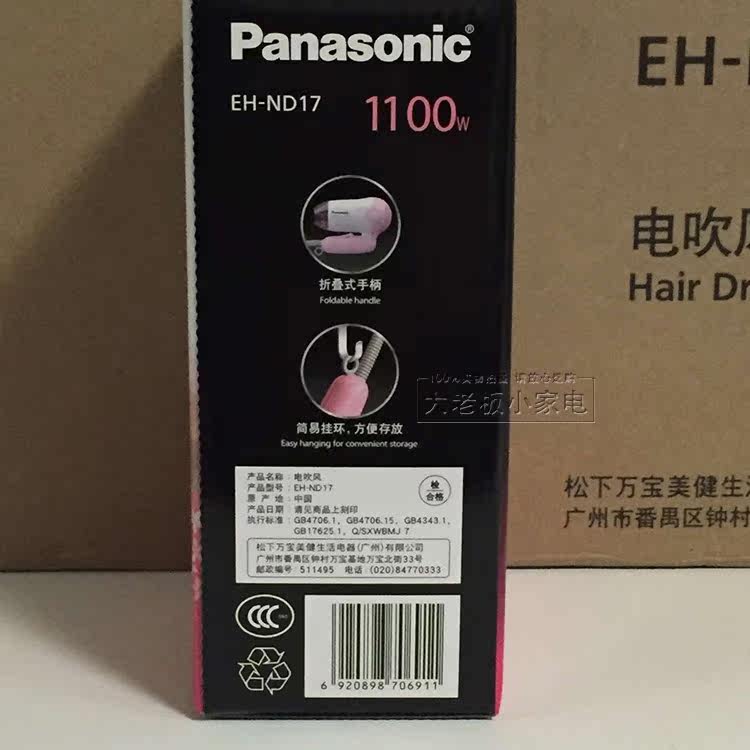 Panasonic®
EH-ND17 1100W
Panasonic
折叠式手柄
Foldable handle
简易挂环，方便存放
Easy hanging for convenient storage
产品名称：电吹风
产品型号：EH-ND17
原 产 地：中国
产品日期：请见商品上刻印
执行标准：GB4706.1，GB4706.15，GB4343.1，
GB17625.1，Q/SXWBMJ 7
检
合格
松下万宝美健生活电器(广州)有限公司
广州市番禺区钟村万宝基地万宝北街33号
邮政编号：511495 电话：(020)84770333
CCC
6 920898 706911
EH-
电吹风
Hair Dr
松下万宝美健生活
广州市番禺区钟村
大老板小家电